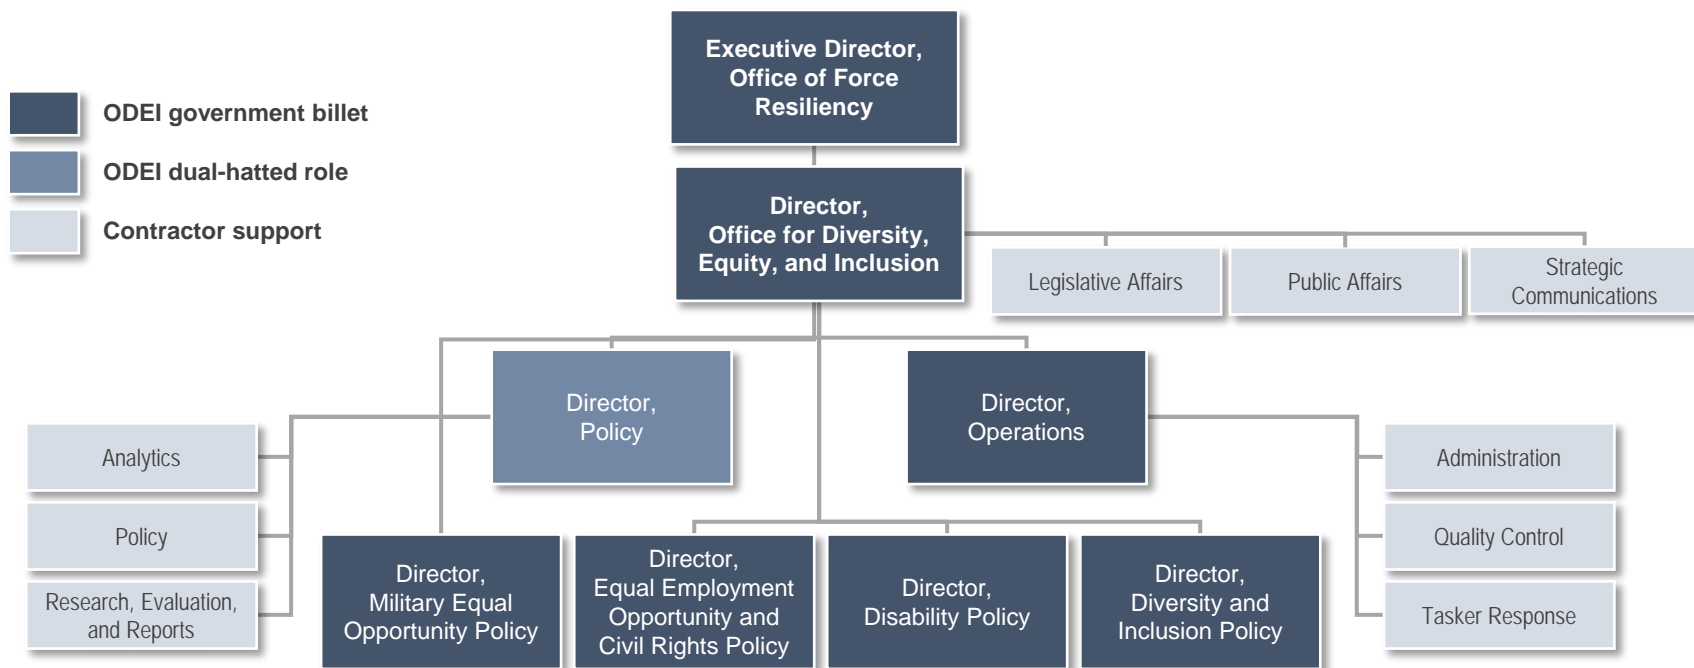 Executive Director,
Office of Force
Resiliency
ODEI government billet
ODEI dual-hatted role
Contractor support
Director,
Office for Diversity,
Equity, and Inclusion
Legislative Affairs
Public Affairs
Strategic
Communications
Director,
Policy
Director,
Operations
Analytics
Policy
Research, Evaluation,
and Reports
Administration
Quality Control
Tasker Response
Director,
Military Equal
Opportunity Policy
Director,
Equal Employment
Opportunity and
Civil Rights Policy
Director,
Disability Policy
Director,
Diversity and
Inclusion Policy